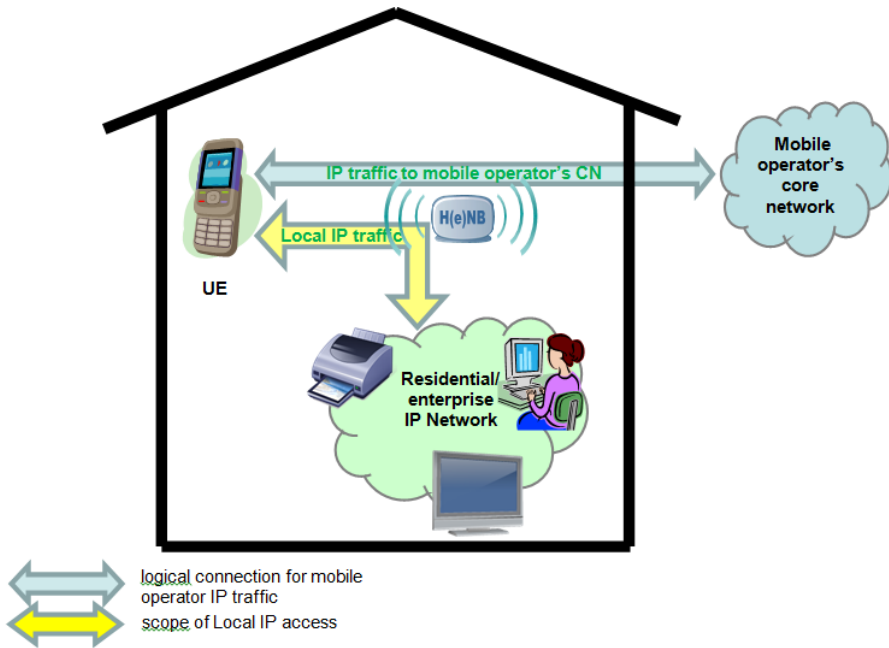 Mobile
operator's
core
network
IP traffic to mobile operator's CN
H(e)NB
Local IP traffic
UE
Residential/
enterprise
IP Network
logical connection for mobile
operator IP traffic
scope of Local IP access